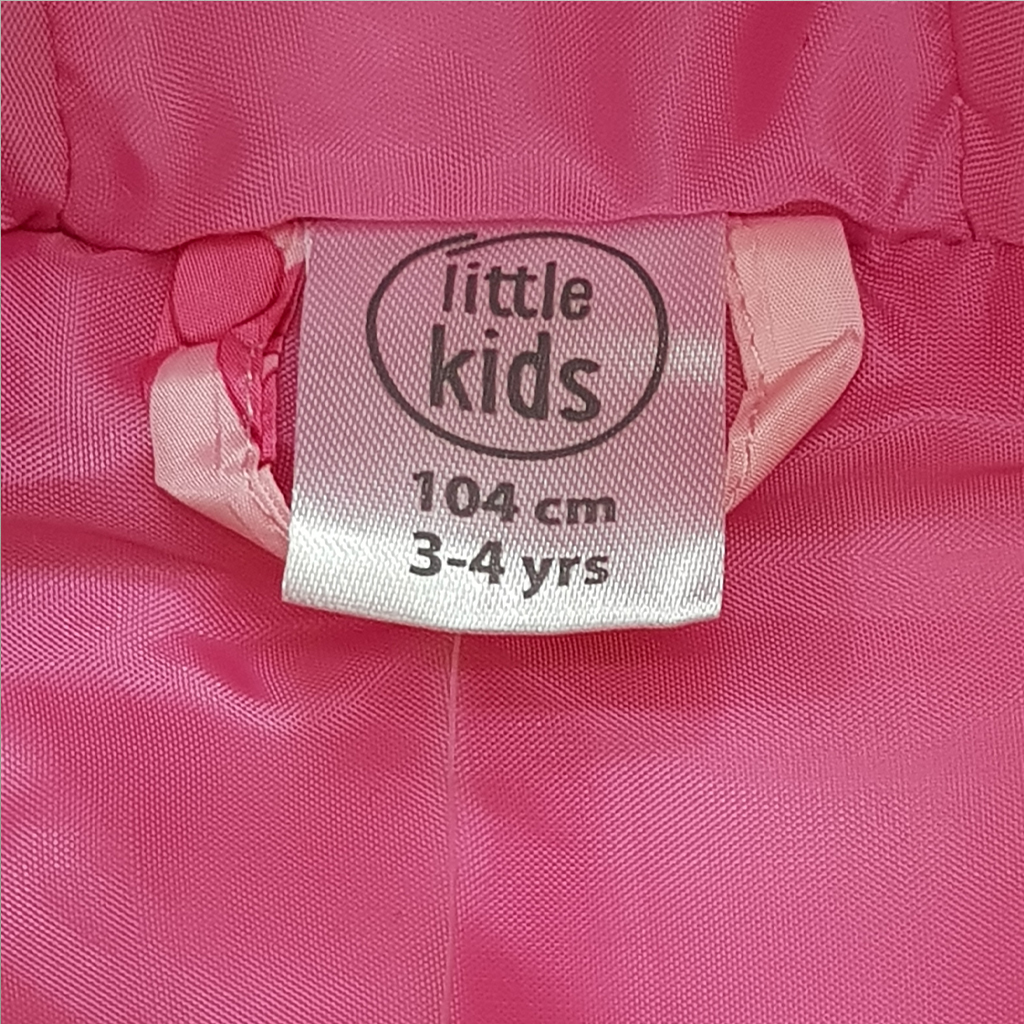 little
kids
104 cm
3-4 yrs